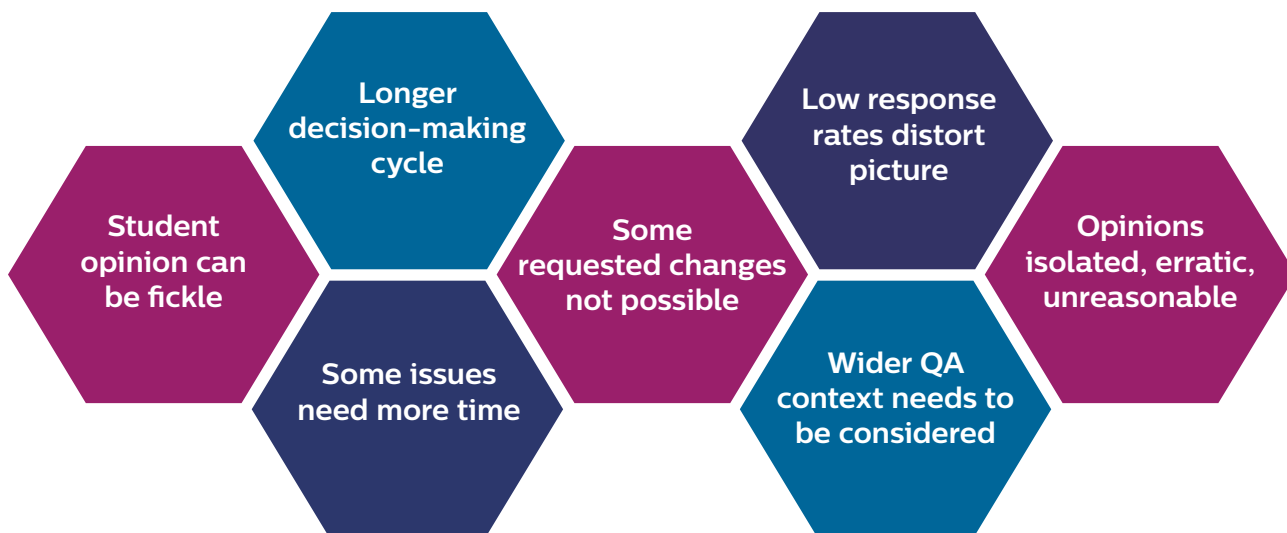 Student
opinion can
be fickle
Longer
decision-making
cycle
Some issues
need more time
Some
requested changes
not possible
Low response
rates distort
picture
Wider QA
context needs to
be considered
Opinions
isolated, erratic,
unreasonable